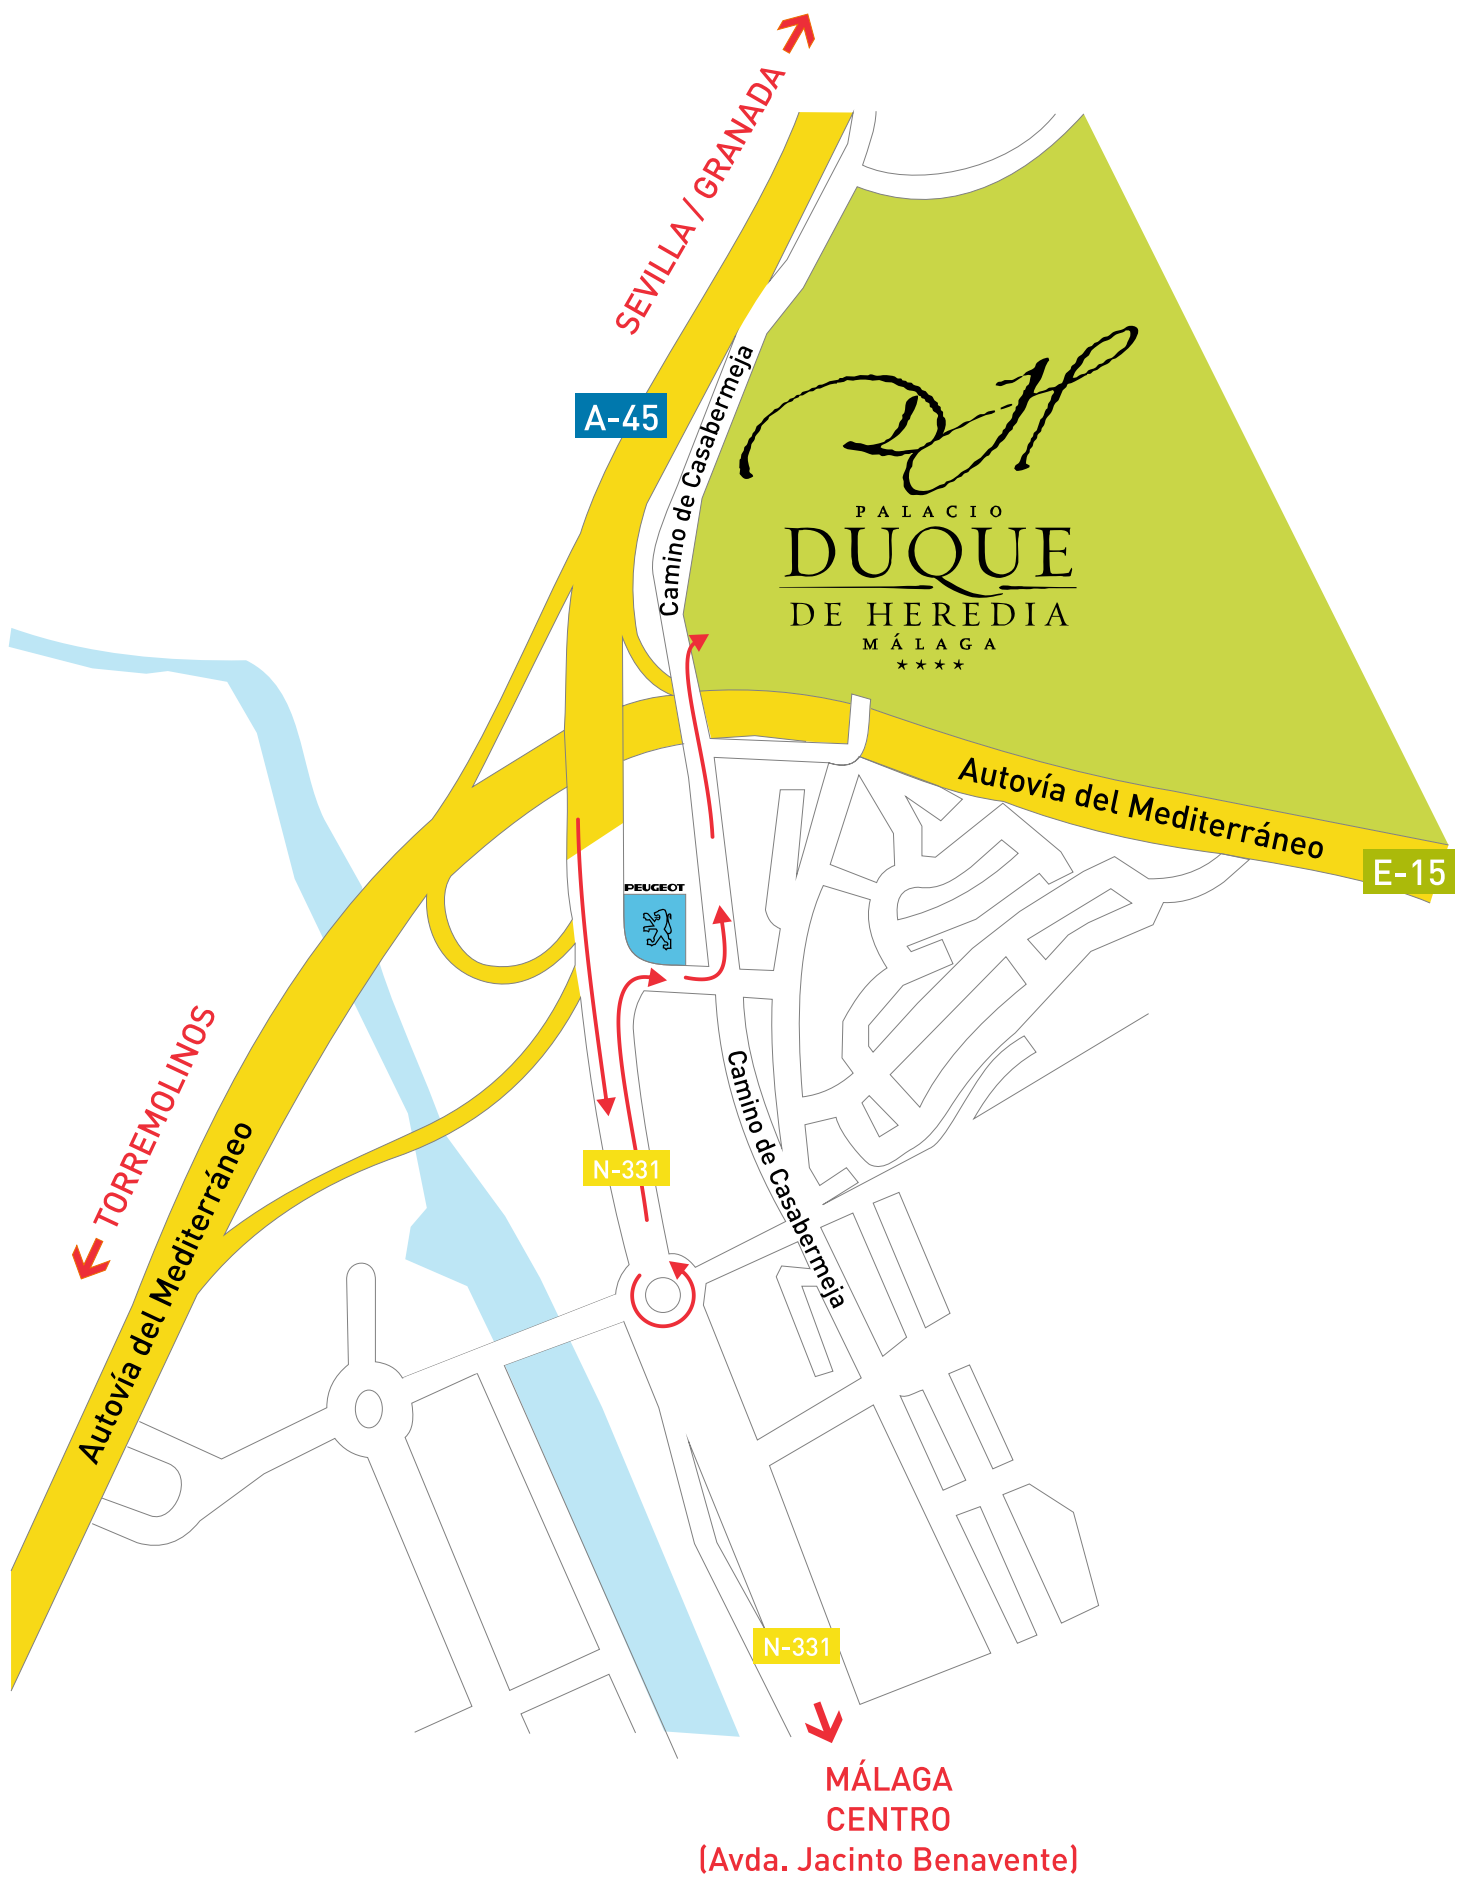 SEVILLA / GRANADA
A-45
Camino de Casabermeja
DH
PALACIO
DUQUE
DE HEREDIA
MÁLAGA
Autovía del Mediterráneo
E-15
PEUGEOT
TORREMOLINOS
Autovía del Mediterráneo
Camino de Casabermeja
N-331
N-331
MÁLAGA
CENTRO
(Avda. Jacinto Benavente)